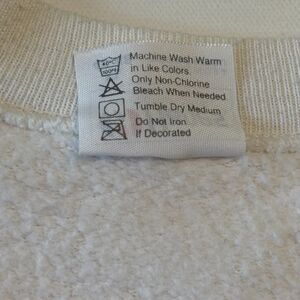 Machine Wash Warm
in Like Colors.
Only Non-Chlorine
Bleach When Needed.
Tumble Dry Medium
Do Not Iron
If Decorated